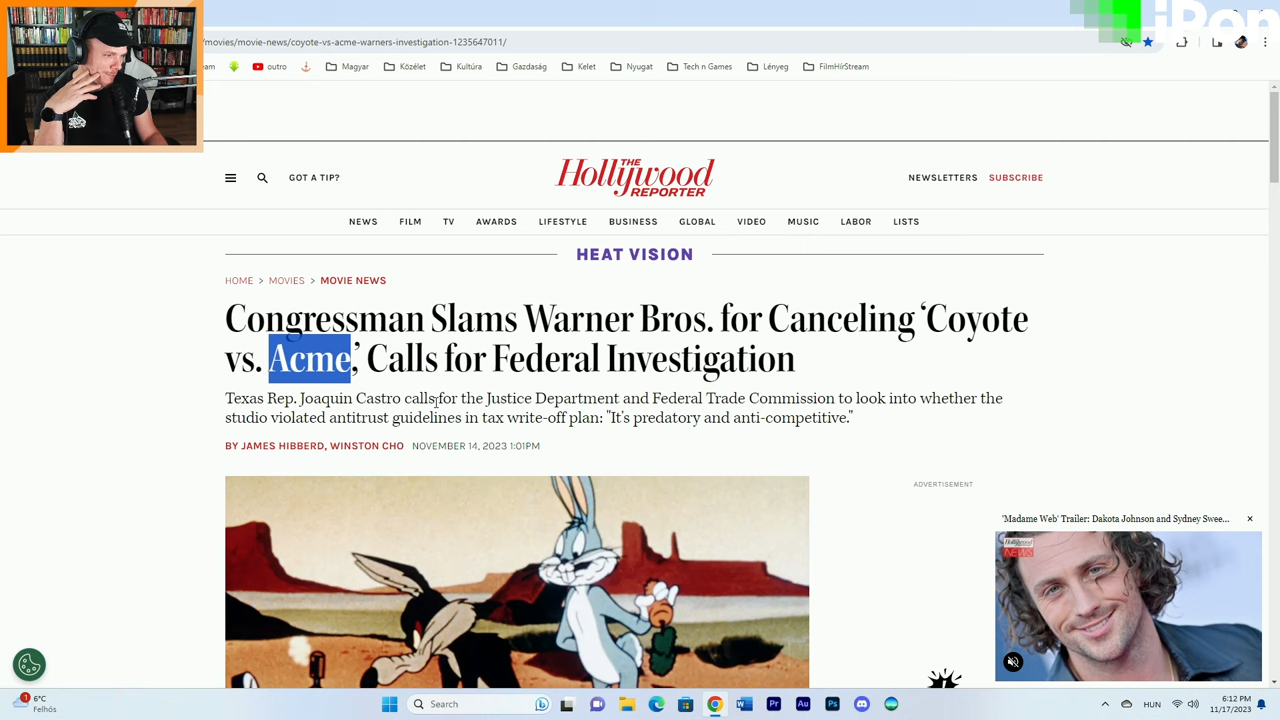 /movies/movie-news/coyote-vs-acme-warners-investigation-1235647011/
outro
Magyar
Közélet
Kultúra
Gazdaság
Kelet
Nyugat
Tech n Games
Lényeg
FilmHírStream
GOT A TIP?
THE
Hollywood
REPORTER
NEWSLETTERS
SUBSCRIBE
NEWS FILM TV AWARDS LIFESTYLE BUSINESS GLOBAL VIDEO MUSIC LABOR LISTS
HEAT VISION
HOME > MOVIES > MOVIE NEWS
Congressman Slams Warner Bros. for Canceling ‘Coyote
vs. Acme,’ Calls for Federal Investigation
Texas Rep. Joaquin Castro calls for the Justice Department and Federal Trade Commission to look into whether the
studio violated antitrust guidelines in tax write-off plan: "It's predatory and anti-competitive."
BY JAMES HIBBERD, WINSTON CHO NOVEMBER 14, 2023 1:01PM
ADVERTISEMENT
'Madame Web' Trailer: Dakota Johnson and Sydney Swee...
NEWS
1
6°C
Felhős
Search
HUN
6:12 PM
11/17/2023